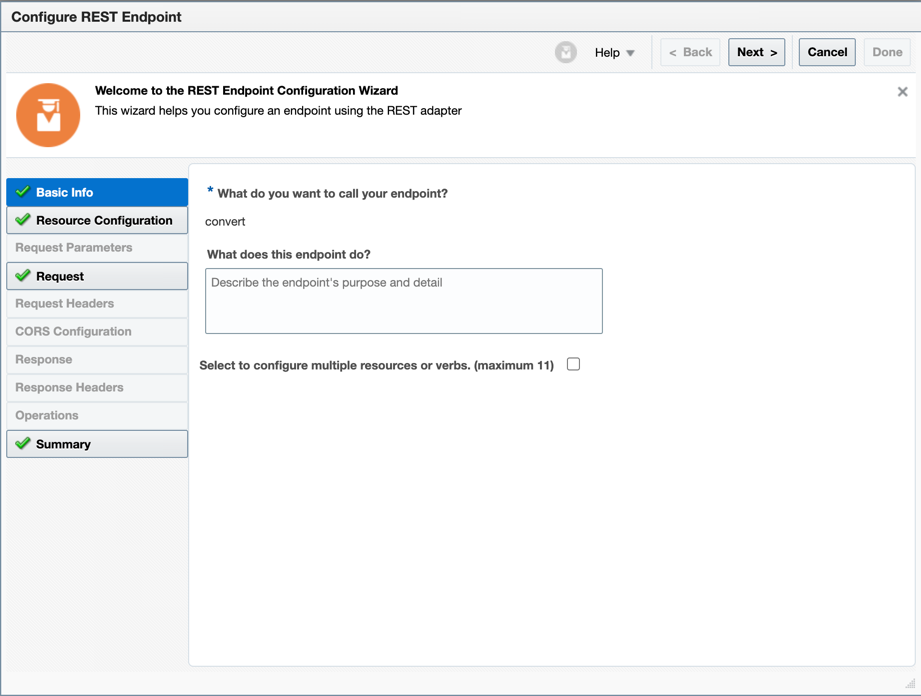 Configure REST Endpoint
Help
< Back
Next >
Cancel
Done
Welcome to the REST Endpoint Configuration Wizard
This wizard helps you configure an endpoint using the REST adapter
Basic Info
Resource Configuration
Request Parameters
Request
Request Headers
CORS Configuration
Response
Response Headers
Operations
Summary
* What do you want to call your endpoint?
convert
What does this endpoint do?
Describe the endpoint's purpose and detail
Select to configure multiple resources or verbs. (maximum 11)